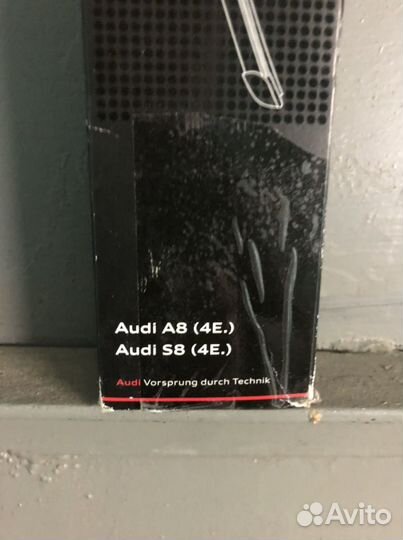 Audi A8 (4E.)
Audi S8 (4E.)
Audi Vorsprung durch Technik
Avito